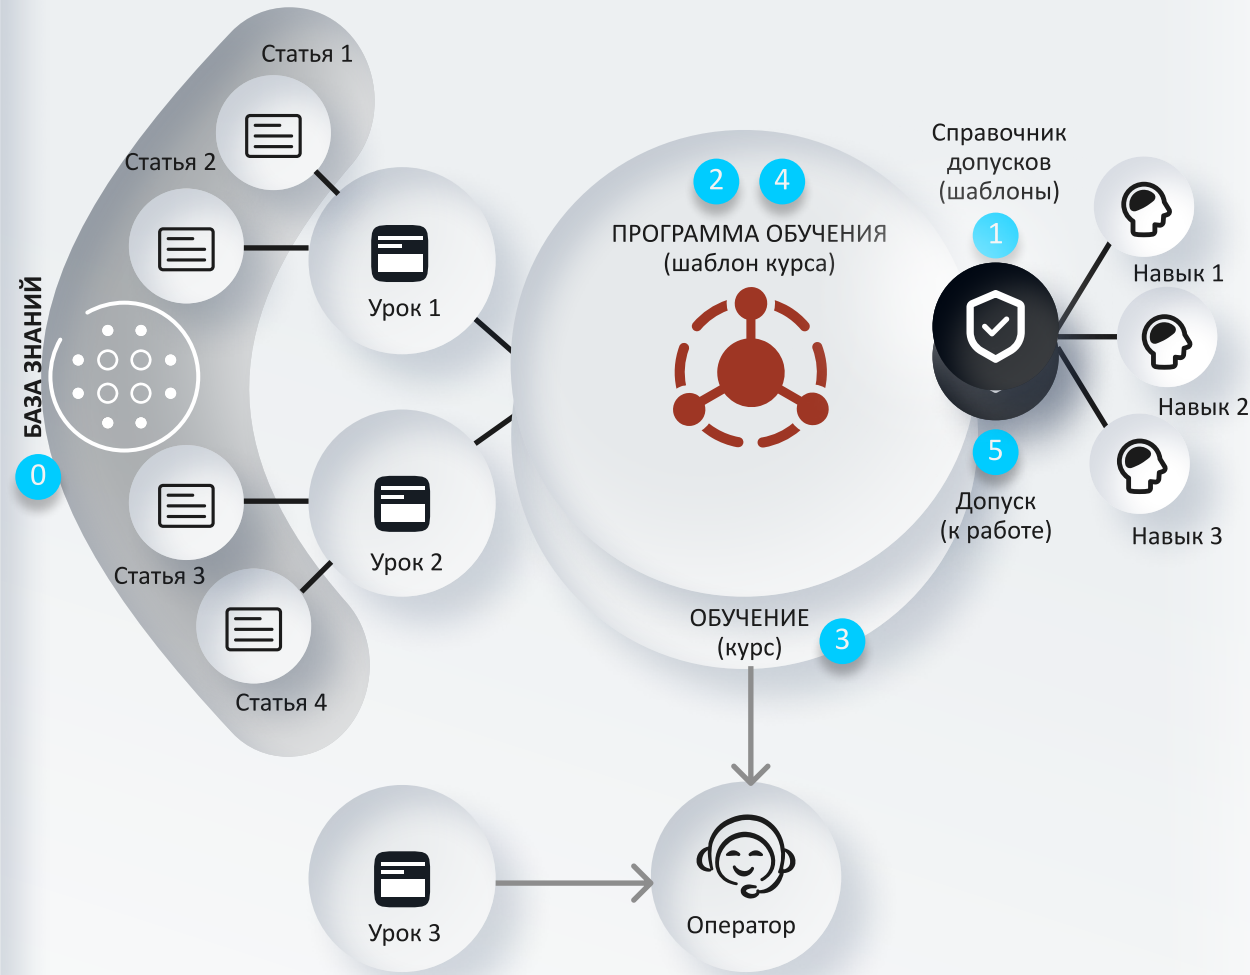 Статья 1
Статья 2
БАЗА ЗНАНИЙ
0
Статья 3
Статья 4
Урок 1
Урок 2
2
4
ПРОГРАММА ОБУЧЕНИЯ
(шаблон курса)
ОБУЧЕНИЕ
(курс)
3
Справочник
допусков
(шаблоны)
1
5
Допуск
(к работе)
Навык 1
Навык 2
Навык 3
Урок 3
Оператор